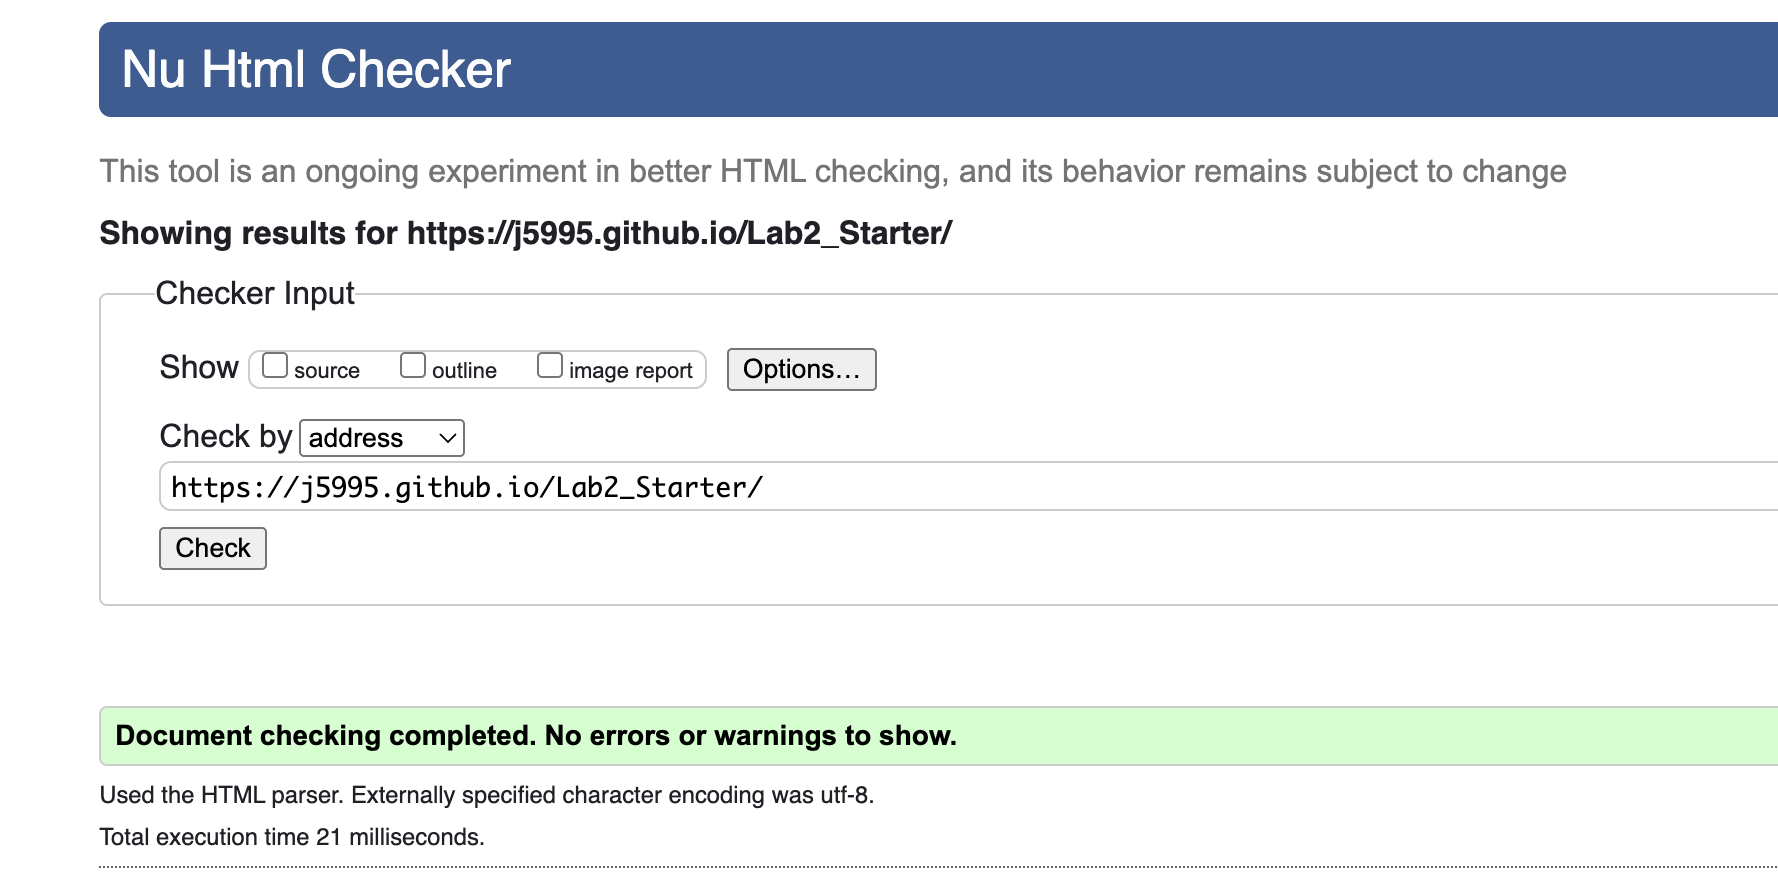 Nu Html Checker
This tool is an ongoing experiment in better HTML checking, and its behavior remains subject to change
Showing results for https://j5995.github.io/Lab2_Starter/
Checker Input
Show source outline image report Options…
Check by address
https://j5995.github.io/Lab2_Starter/
Check
Document checking completed. No errors or warnings to show.
Used the HTML parser. Externally specified character encoding was utf-8.
Total execution time 21 milliseconds.